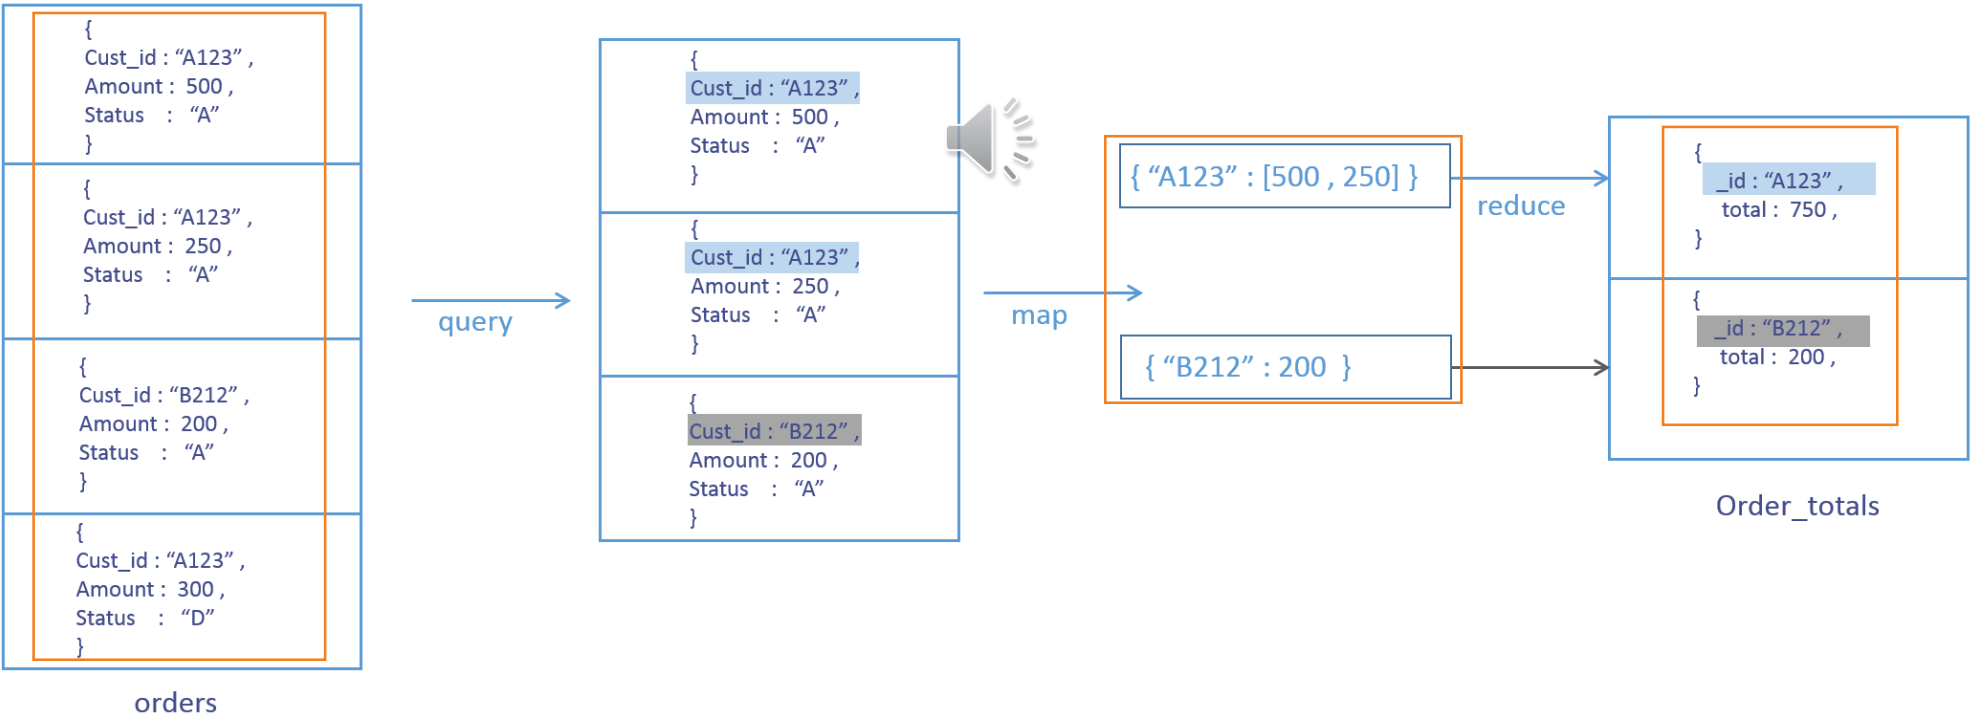 {
Cust_id : “A123” ,
Amount : 500 ,
Status : “A”
}
{
Cust_id : “A123” ,
Amount : 250 ,
Status : “A”
}
{
Cust_id : “B212” ,
Amount : 200 ,
Status : “A”
}
{
Cust_id : “A123” ,
Amount : 300 ,
Status : “D”
}
orders
query
{
Cust_id : “A123” ,
Amount : 500 ,
Status : “A”
}
{
Cust_id : “A123” ,
Amount : 250 ,
Status : “A”
}
{
Cust_id : “B212” ,
Amount : 200 ,
Status : “A”
}
map
{ “A123” : [500 , 250] }
{ “B212” : 200 }
reduce
{
_id : “A123” ,
total : 750 ,
}
{
_id : “B212” ,
total : 200 ,
}
Order_totals